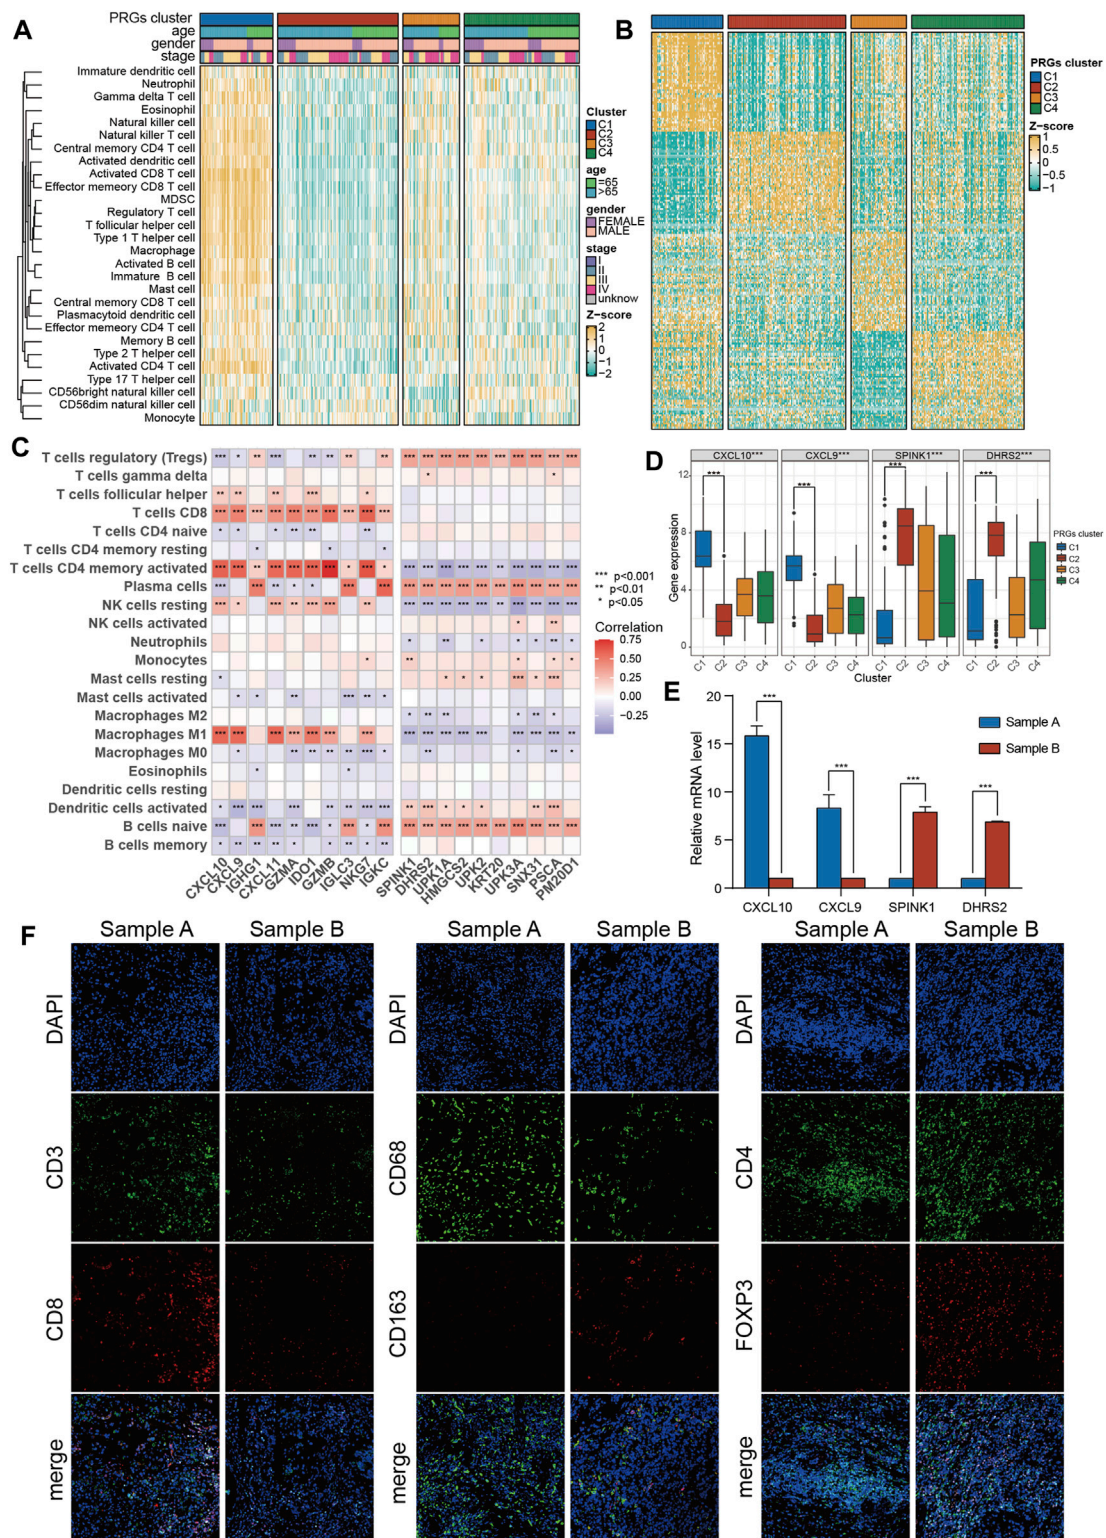 A
PRGs cluster
age
gender
stage
Immature dendritic cell
Neutrophil
Gamma delta T cell
Eosinophil
Natural killer cell
Natural killer T cell
Central memory CD4 T cell
Activated dendritic cell
Activated CD8 T cell
Effector memeory CD8 T cell
MDSC
Regulatory T cell
T follicular helper cell
Type 1 T helper cell
Macrophage
Activated B cell
Immature B cell
Mast cell
Central memory CD8 T cell
Plasmacytoid dendritic cell
Effector memeory CD4 T cell
Memory B cell
Type 2 T helper cell
Activated CD4 T cell
Type 17 T helper cell
CD56bright natural killer cell
CD56dim natural killer cell
Monocyte
Cluster
C1
C2
C3
C4
age
=65
>65
gender
FEMALE
MALE
stage
I
II
III
IV
unknow
Z-score
2
1
0
-1
-2
B
PRGs cluster
C1
C2
C3
C4
Z-score
1
0.5
0
-0.5
-1
C
T cells regulatory (Tregs)
T cells gamma delta
T cells follicular helper
T cells CD8
T cells CD4 naive
T cells CD4 memory resting
T cells CD4 memory activated
Plasma cells
NK cells resting
NK cells activated
Neutrophils
Monocytes
Mast cells resting
Mast cells activated
Macrophages M2
Macrophages M1
Macrophages M0
Eosinophils
Dendritic cells resting
Dendritic cells activated
B cells naive
B cells memory
CXCL10
CXCL9
IGHG1
CXCL11
GZMA
IDO1
GZMB
IGLC3
NKG7
IGKC
SPINK1
DHRS2
UPK1A
HMGCS2
UPK2
KRT20
UPK3A
SNX31
PSCA
PM20D1
*** p<0.001
** p<0.01
* p<0.05
Correlation
0.75
0.50
0.25
0.00
-0.25
D
CXCL10***
CXCL9***
SPINK1***
DHRS2***
Gene expression
12
8
4
0
***
***
***
***
C1 C2 C3 C4 C1 C2 C3 C4 C1 C2 C3 C4 C1 C2 C3 C4
Cluster
PRGs cluster
C1
C2
C3
C4
E
Relative mRNA level
20
15
10
5
0
***
***
***
***
Sample A
Sample B
CXCL10 CXCL9 SPINK1 DHRS2
F
Sample A Sample B Sample A Sample B Sample A Sample B
DAPI DAPI DAPI
CD3 CD68 CD4
CD8 CD163 FOXP3
merge merge merge